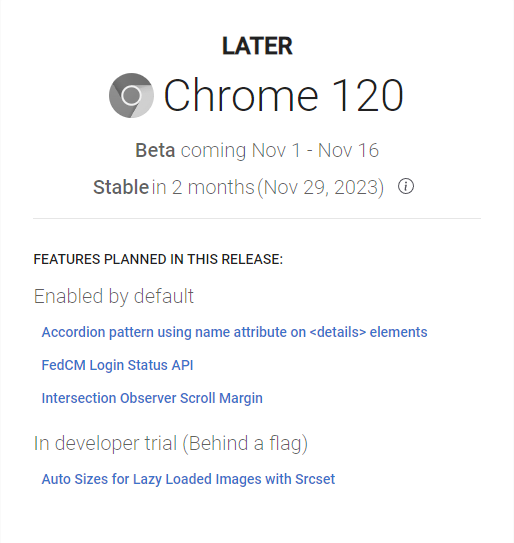 LATER
Chrome 120
Beta coming Nov 1 - Nov 16
Stable in 2 months (Nov 29, 2023)
FEATURES PLANNED IN THIS RELEASE:
Enabled by default
Accordion pattern using name attribute on <details> elements
FedCM Login Status API
Intersection Observer Scroll Margin
In developer trial (Behind a flag)
Auto Sizes for Lazy Loaded Images with Srcset